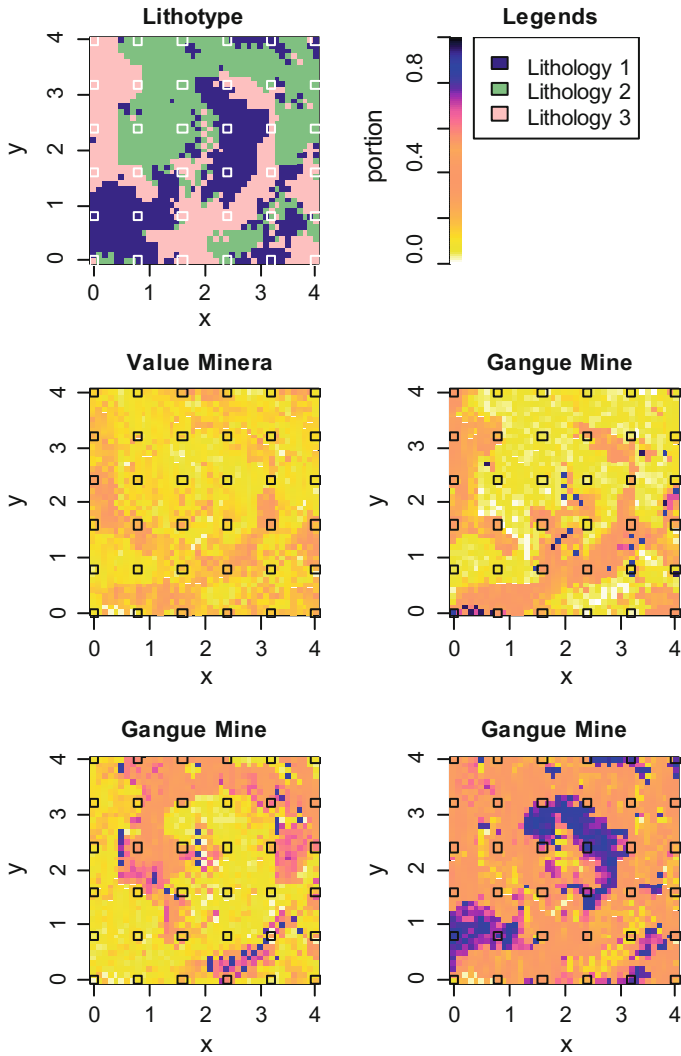 Lithotype
Legends
4
3
2
1
0
y
0 1 2 3 4
x
0.8
0.4
0.0
portion
Lithology 1
Lithology 2
Lithology 3
Value Minera
Gangue Mine
4
3
2
1
0
y
0 1 2 3 4
x
4
3
2
1
0
y
0 1 2 3 4
x
Gangue Mine
Gangue Mine
4
3
2
1
0
y
0 1 2 3 4
x
4
3
2
1
0
y
0 1 2 3 4
x